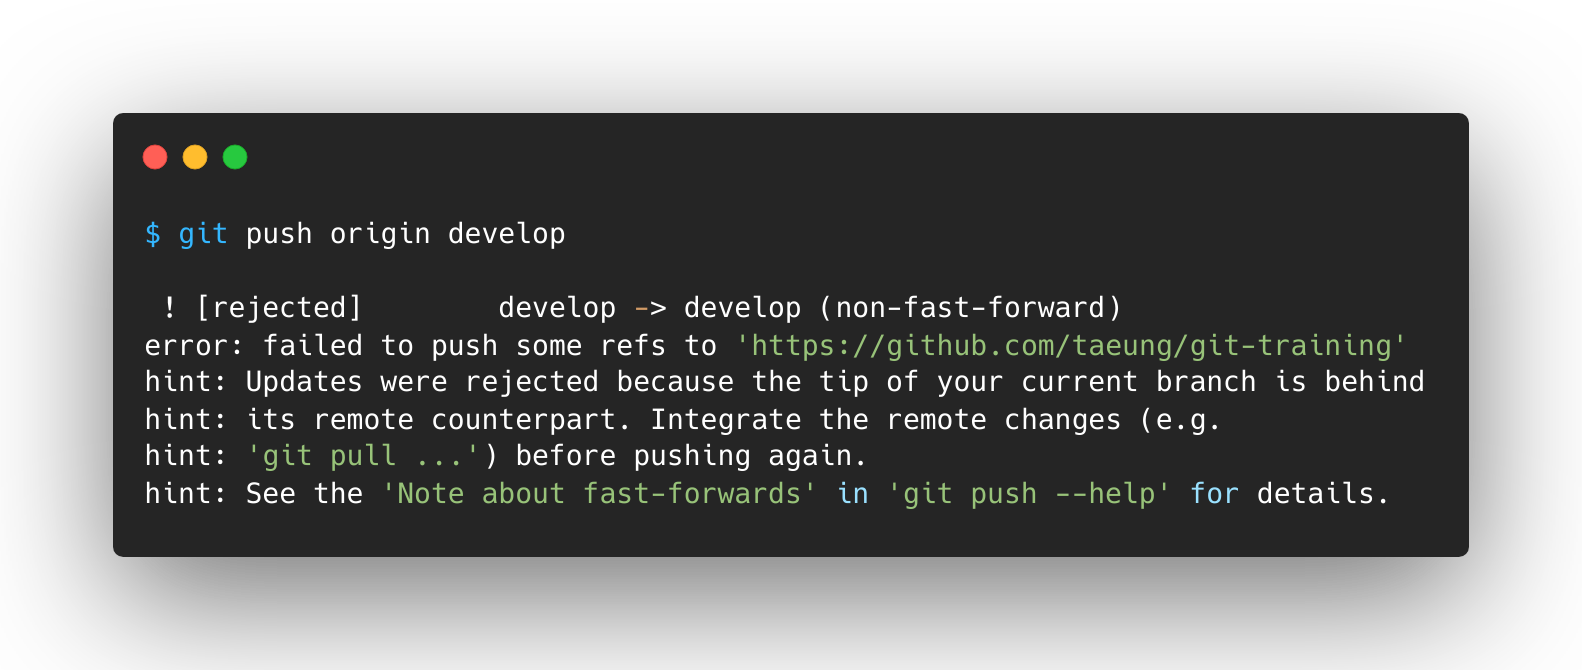 $ git push origin develop
 ! [rejected]        develop -> develop (non-fast-forward)
error: failed to push some refs to 'https://github.com/taeung/git-training'
hint: Updates were rejected because the tip of your current branch is behind
hint: its remote counterpart. Integrate the remote changes (e.g.
hint: 'git pull ...') before pushing again.
hint: See the 'Note about fast-forwards' in 'git push --help' for details.